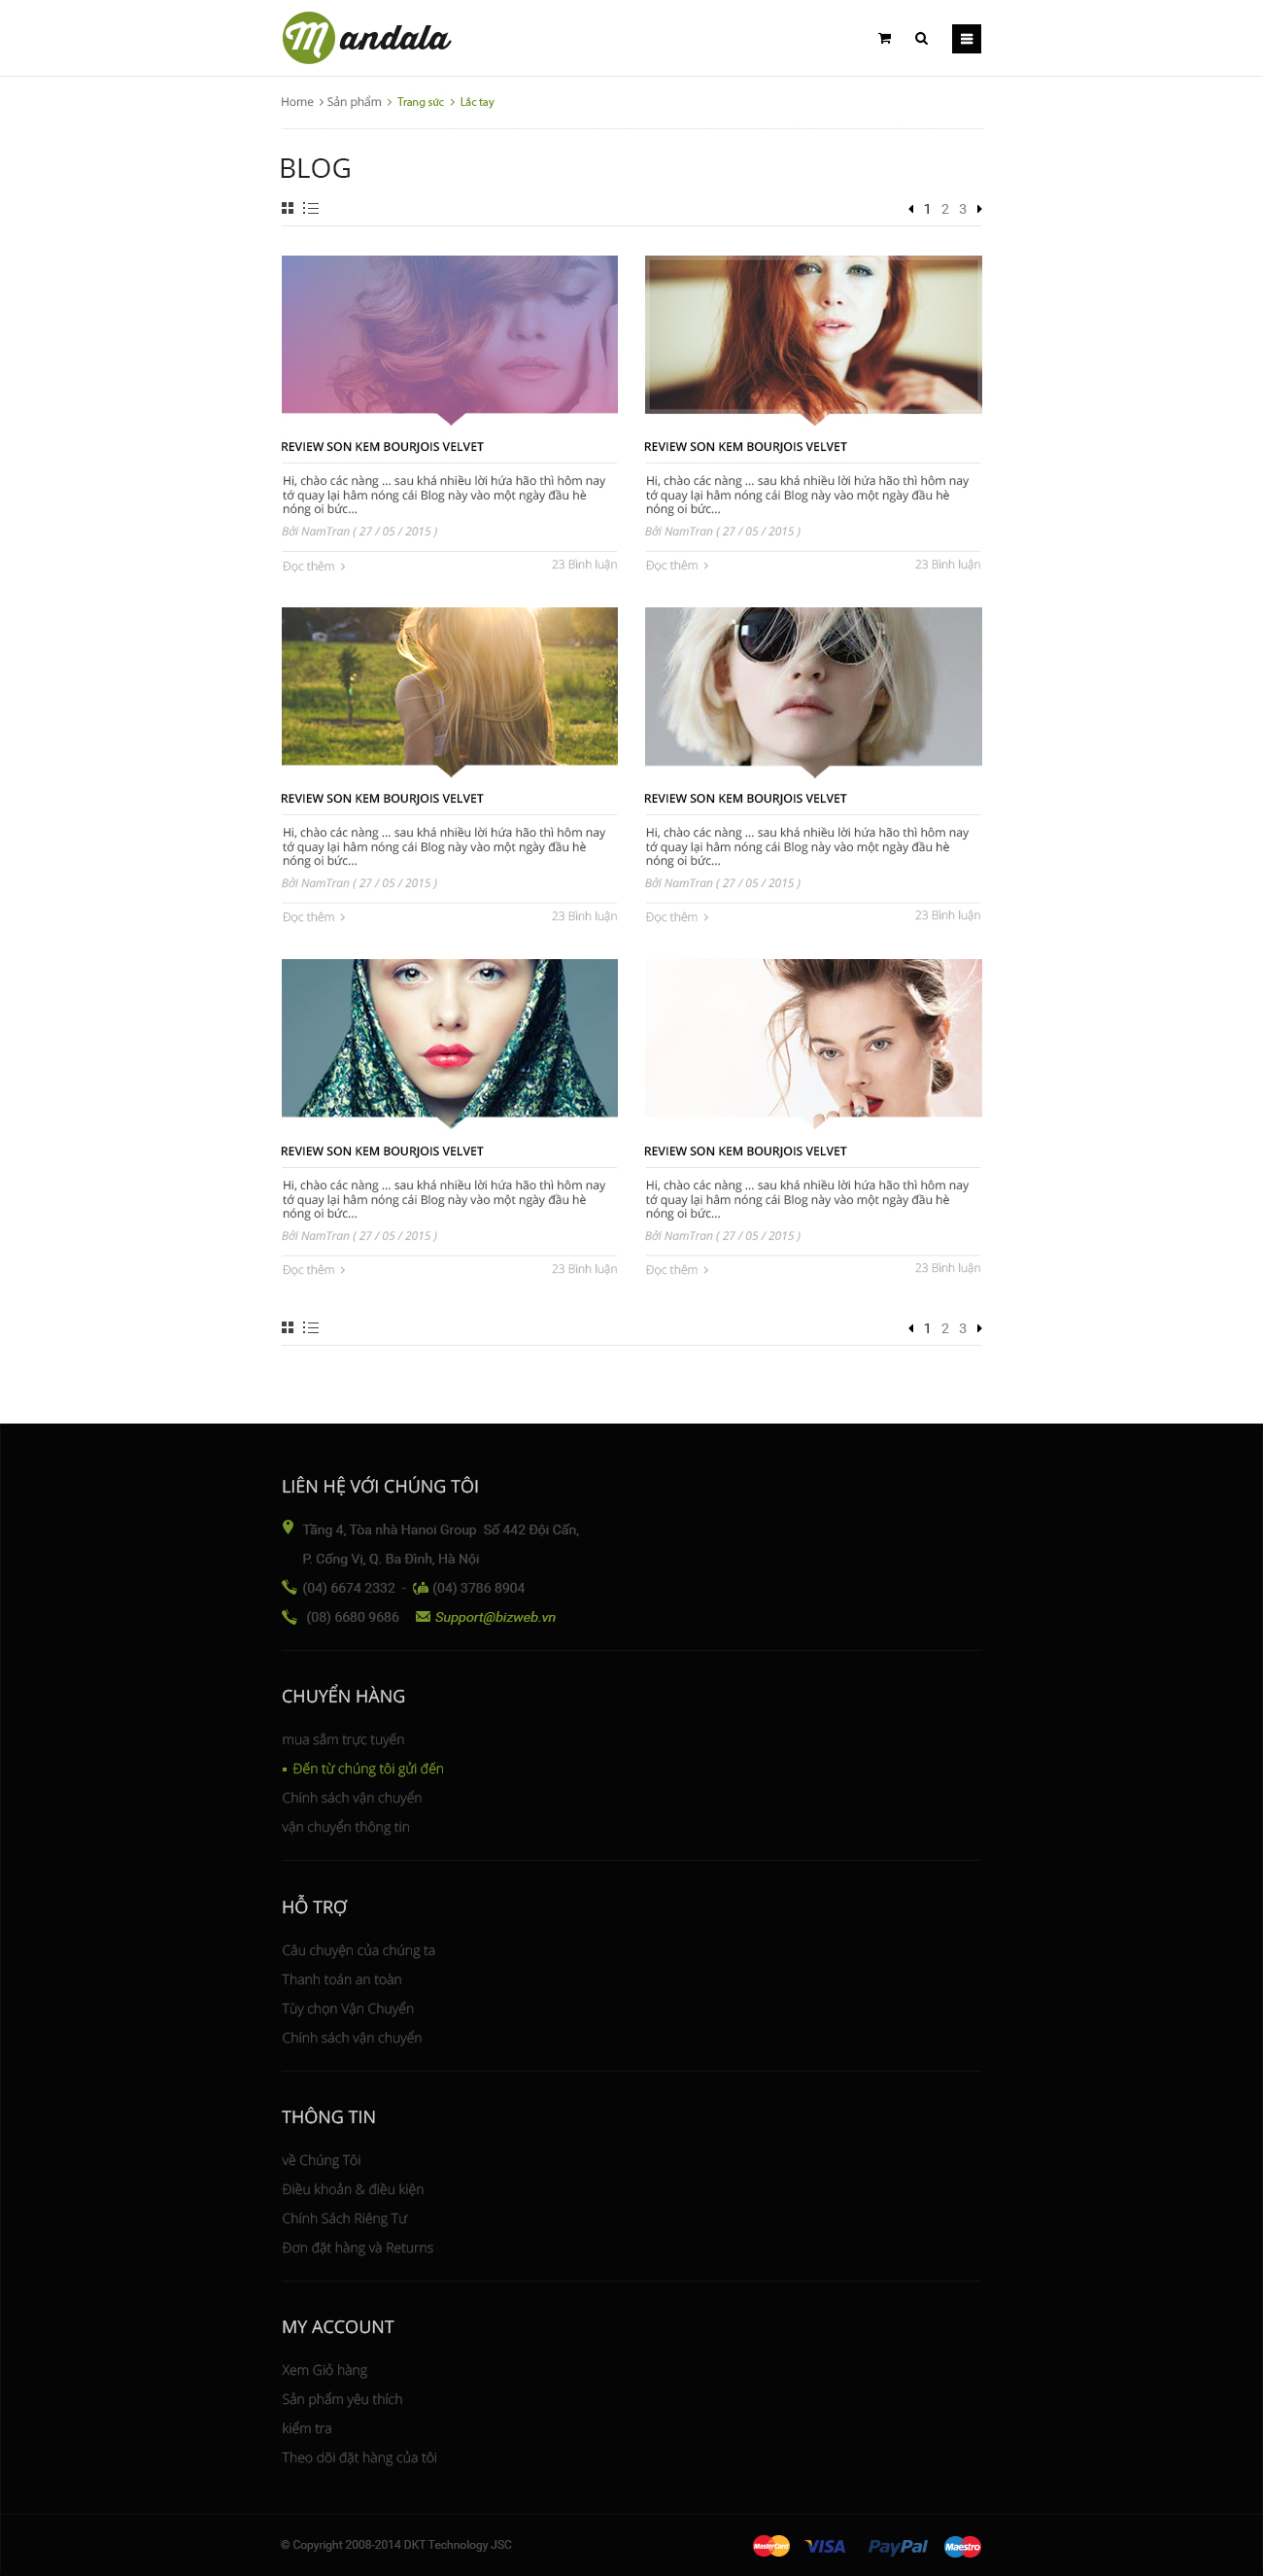 Mandala
Home > Sản phẩm > Trang sức > Lắc tay
BLOG
1 2 3
REVIEW SON KEM BOURJOIS VELVET
Hi, chào các nàng ... sau khá nhiều lời hứa hão thì hôm nay
tớ quay lại hâm nóng cái Blog này vào một ngày đầu hè
nóng oi bức...
Bởi NamTran ( 27 / 05 / 2015 )
Đọc thêm > 23 Bình luận
REVIEW SON KEM BOURJOIS VELVET
Hi, chào các nàng ... sau khá nhiều lời hứa hão thì hôm nay
tớ quay lại hâm nóng cái Blog này vào một ngày đầu hè
nóng oi bức...
Bởi NamTran ( 27 / 05 / 2015 )
Đọc thêm > 23 Bình luận
REVIEW SON KEM BOURJOIS VELVET
Hi, chào các nàng ... sau khá nhiều lời hứa hão thì hôm nay
tớ quay lại hâm nóng cái Blog này vào một ngày đầu hè
nóng oi bức...
Bởi NamTran ( 27 / 05 / 2015 )
Đọc thêm > 23 Bình luận
REVIEW SON KEM BOURJOIS VELVET
Hi, chào các nàng ... sau khá nhiều lời hứa hão thì hôm nay
tớ quay lại hâm nóng cái Blog này vào một ngày đầu hè
nóng oi bức...
Bởi NamTran ( 27 / 05 / 2015 )
Đọc thêm > 23 Bình luận
REVIEW SON KEM BOURJOIS VELVET
Hi, chào các nàng ... sau khá nhiều lời hứa hão thì hôm nay
tớ quay lại hâm nóng cái Blog này vào một ngày đầu hè
nóng oi bức...
Bởi NamTran ( 27 / 05 / 2015 )
Đọc thêm > 23 Bình luận
REVIEW SON KEM BOURJOIS VELVET
Hi, chào các nàng ... sau khá nhiều lời hứa hão thì hôm nay
tớ quay lại hâm nóng cái Blog này vào một ngày đầu hè
nóng oi bức...
Bởi NamTran ( 27 / 05 / 2015 )
Đọc thêm > 23 Bình luận
1 2 3
LIÊN HỆ VỚI CHÚNG TÔI
Tầng 4, Tòa nhà Hanoi Group Số 442 Đội Cấn,
P. Cống Vị, Q. Ba Đình, Hà Nội
(04) 6674 2332 - (04) 3786 8904
(08) 6680 9686 Support@bizweb.vn
CHUYỂN HÀNG
mua sắm trực tuyến
Đến từ chúng tôi gửi đến
Chính sách vận chuyển
vận chuyển thông tin
HỖ TRỢ
Câu chuyện của chúng ta
Thanh toán an toàn
Tùy chọn Vận Chuyển
Chính sách vận chuyển
THÔNG TIN
về Chúng Tôi
Điều khoản & điều kiện
Chính Sách Riêng Tư
Đơn đặt hàng và Returns
MY ACCOUNT
Xem Giỏ hàng
Sản phẩm yêu thích
kiểm tra
Theo dõi đặt hàng của tôi
© Copyright 2008-2014 DKT Technology JSC MasterCard VISA PayPal Maestro